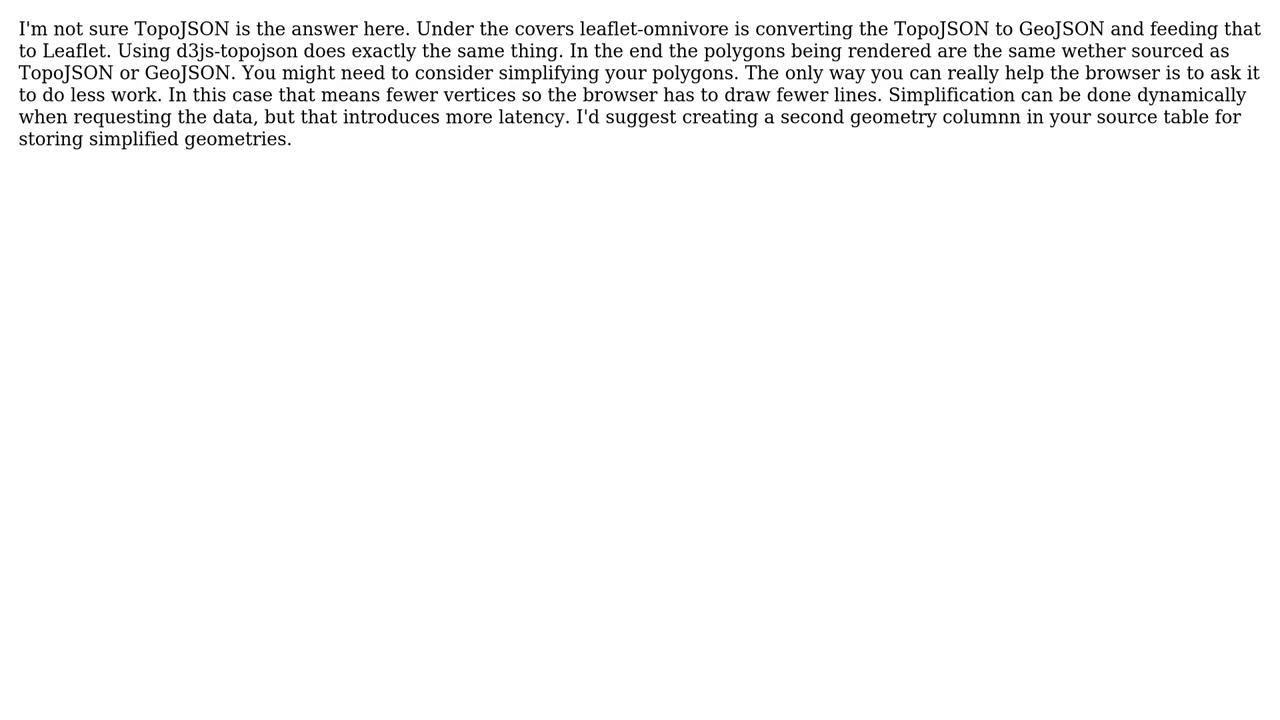 I'm not sure TopoJSON is the answer here. Under the covers leaflet-omnivore is converting the TopoJSON to GeoJSON and feeding that
to Leaflet. Using d3js-topojson does exactly the same thing. In the end the polygons being rendered are the same wether sourced as
TopoJSON or GeoJSON. You might need to consider simplifying your polygons. The only way you can really help the browser is to ask it
to do less work. In this case that means fewer vertices so the browser has to draw fewer lines. Simplification can be done dynamically
when requesting the data, but that introduces more latency. I'd suggest creating a second geometry columnn in your source table for
storing simplified geometries.